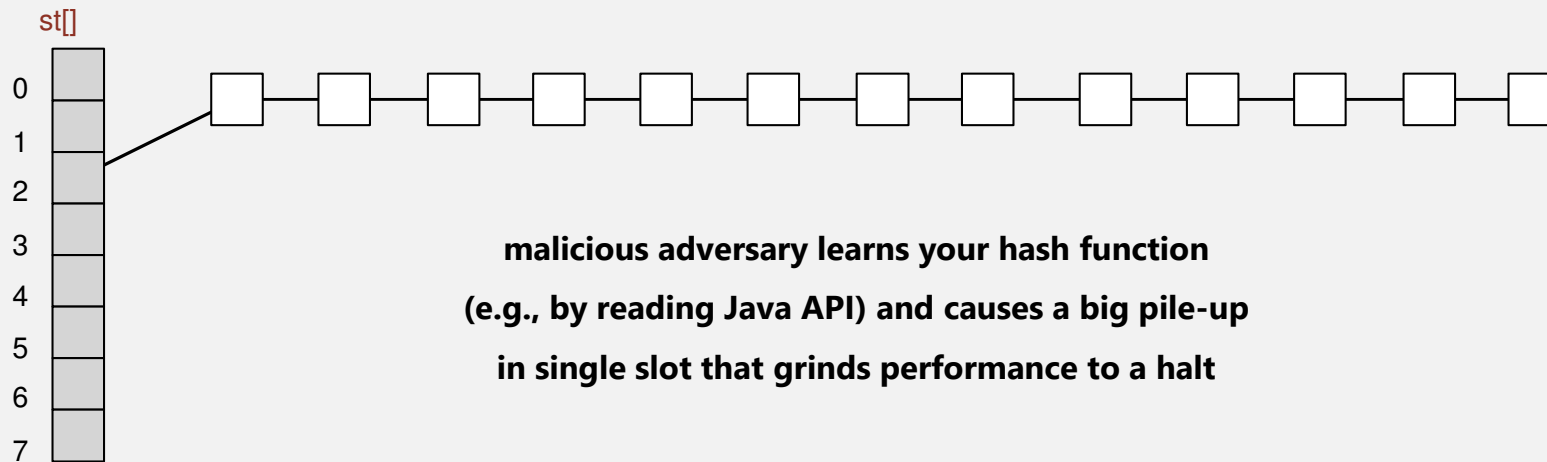 st[]
0
1
2
3
4
5
6
7
malicious adversary learns your hash function
(e.g., by reading Java API) and causes a big pile-up
in single slot that grinds performance to a halt